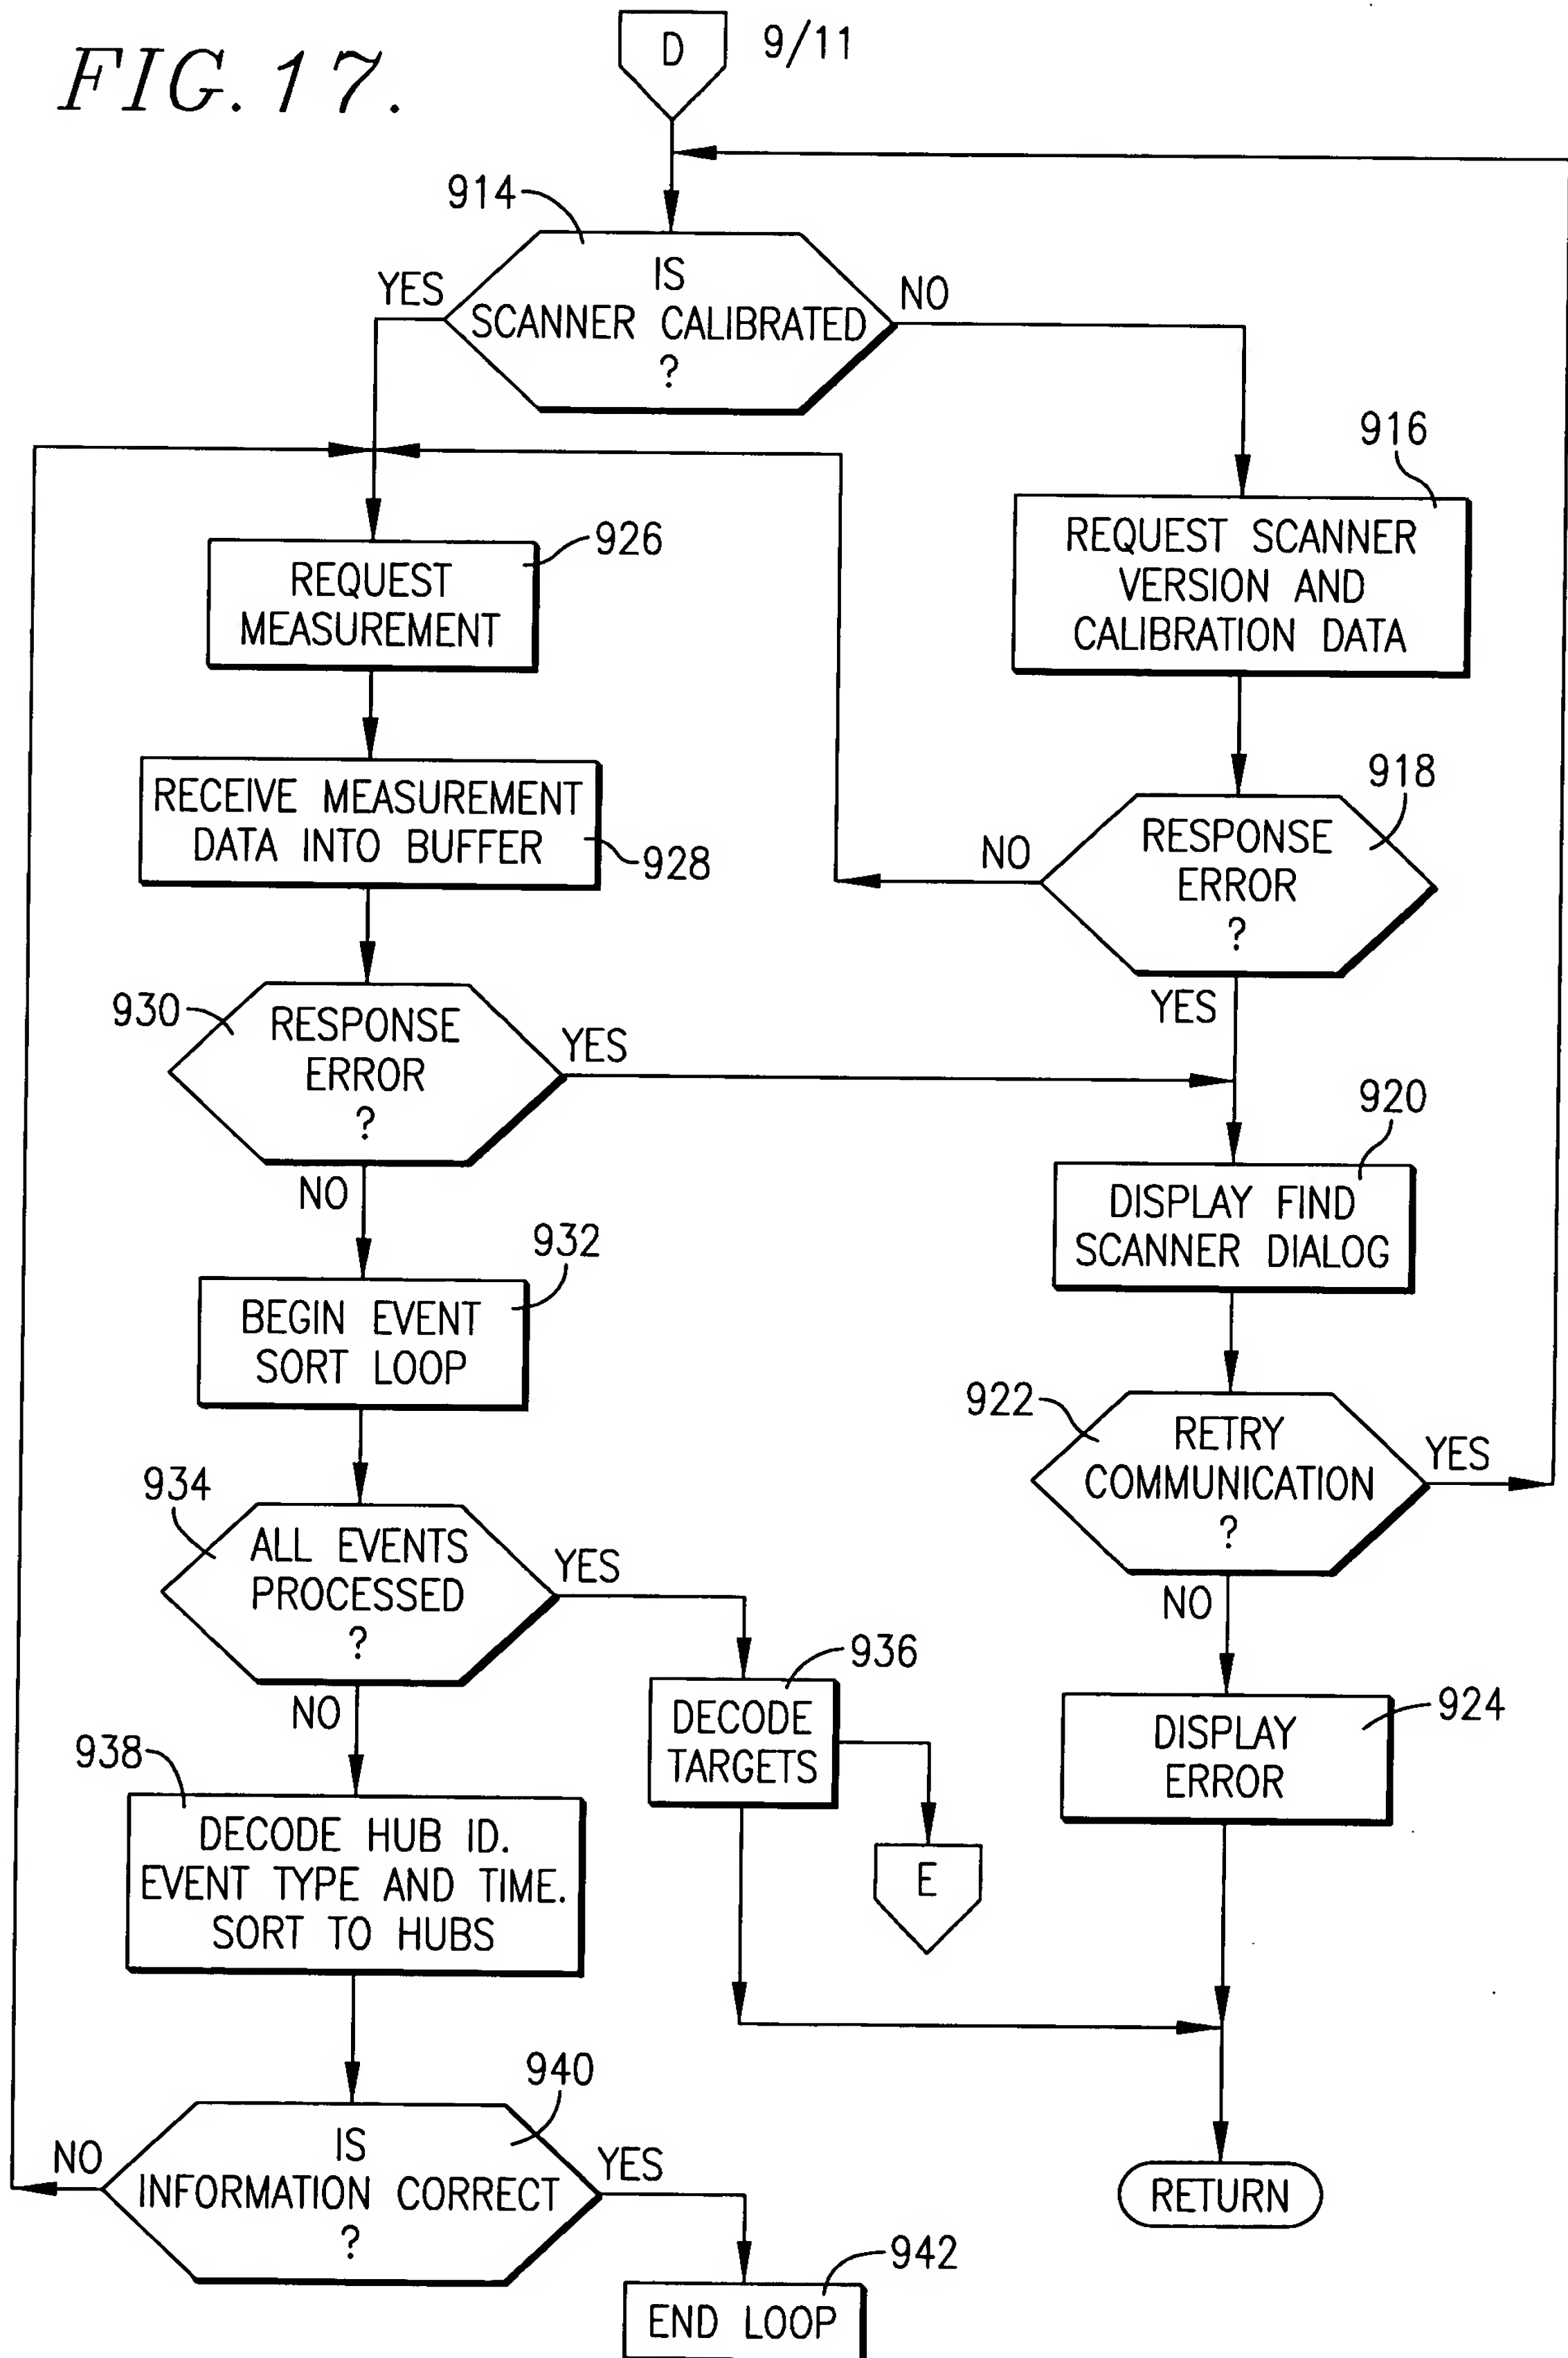 FIG. 17.
D
9/11
914
IS
SCANNER CALIBRATED
?
YES
NO
916
REQUEST SCANNER
VERSION AND
CALIBRATION DATA
926
REQUEST
MEASUREMENT
RECEIVE MEASUREMENT
DATA INTO BUFFER
928
918
RESPONSE
ERROR
?
NO
YES
930
RESPONSE
ERROR
?
YES
NO
920
DISPLAY FIND
SCANNER DIALOG
932
BEGIN EVENT
SORT LOOP
922
RETRY
COMMUNICATION
?
YES
NO
934
ALL EVENTS
PROCESSED
?
YES
NO
936
DECODE
TARGETS
E
924
DISPLAY
ERROR
938
DECODE HUB ID.
EVENT TYPE AND TIME.
SORT TO HUBS
940
IS
INFORMATION CORRECT
?
NO
YES
RETURN
942
END LOOP